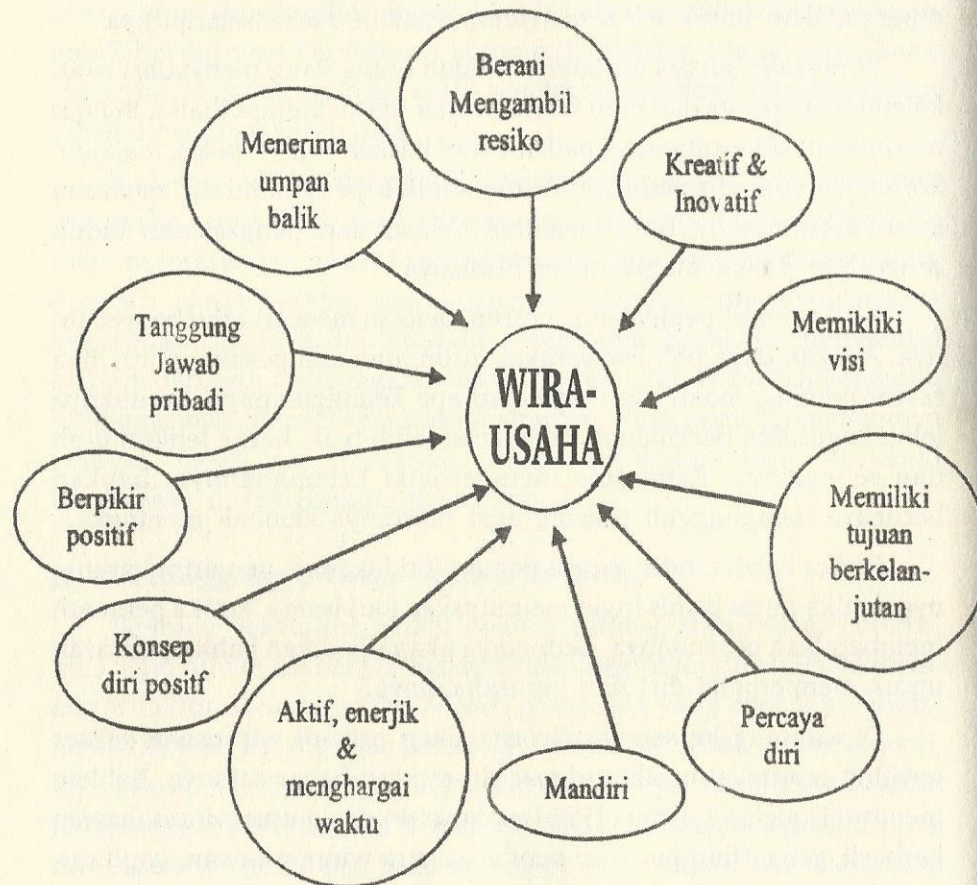 Berani
Mengambil
resiko
Kreatif &
Inovatif
Memikliki
visi
Memiliki
tujuan
berkelan-
jutan
Percaya
diri
Mandiri
Aktif, enerjik
&
menghargai
waktu
Konsep
diri positf
Berpikir
positif
Tanggung
Jawab
pribadi
Menerima
umpan
balik
WIRA-
USAHA